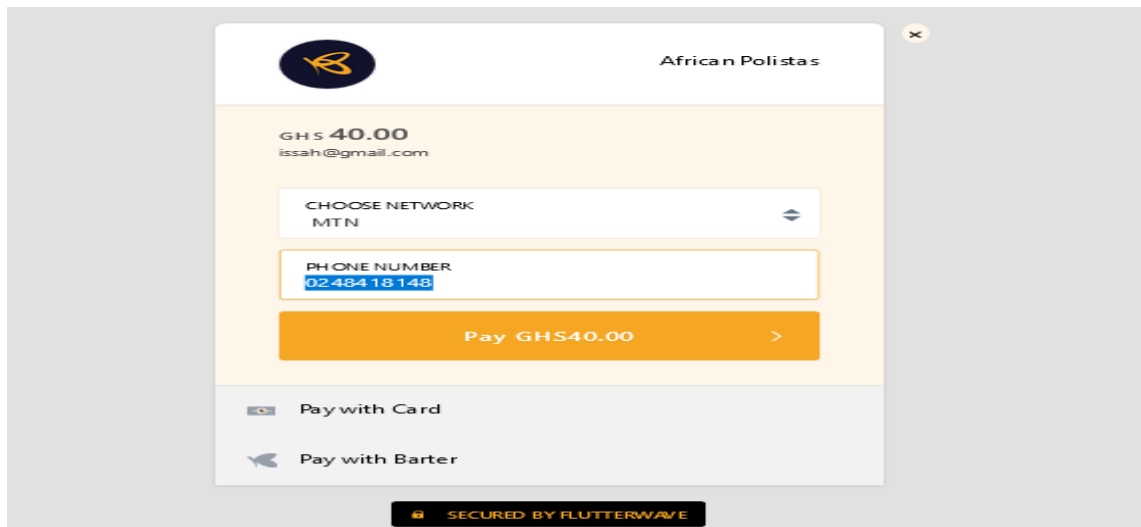 African Polistas
GHS 40.00
issah@gmail.com
CHOOSE NETWORK
MTN
PHONE NUMBER
0248418148
Pay GHS40.00 >
Pay with Card
Pay with Barter
SECURED BY FLUTTERWAVE